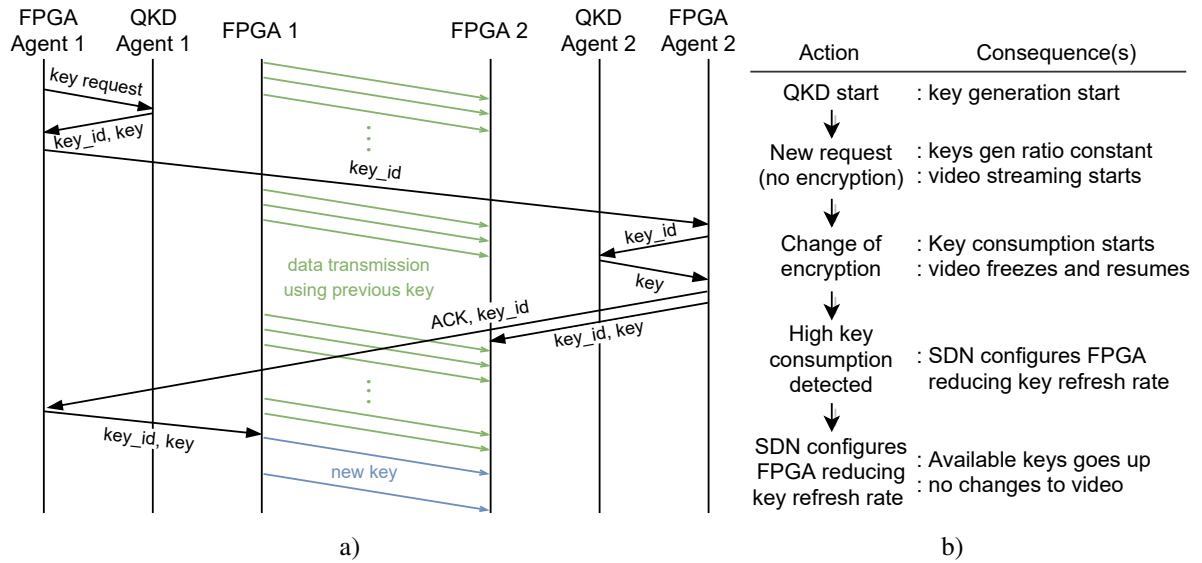 FPGA
Agent 1
QKD
Agent 1
FPGA 1
FPGA 2
QKD
Agent 2
FPGA
Agent 2
key request
key_id, key
key_id
key_id
data transmission
using previous key
key
ACK, key_id
key_id, key
key_id, key
new key
a)
Action
Consequence(s)
QKD start
: key generation start
New request
(no encryption)
: keys gen ratio constant
: video streaming starts
Change of
encryption
: Key consumption starts
: video freezes and resumes
High key
consumption
detected
: SDN configures FPGA
reducing key refresh rate
SDN configures
FPGA reducing
key refresh rate
: Available keys goes up
: no changes to video
b)